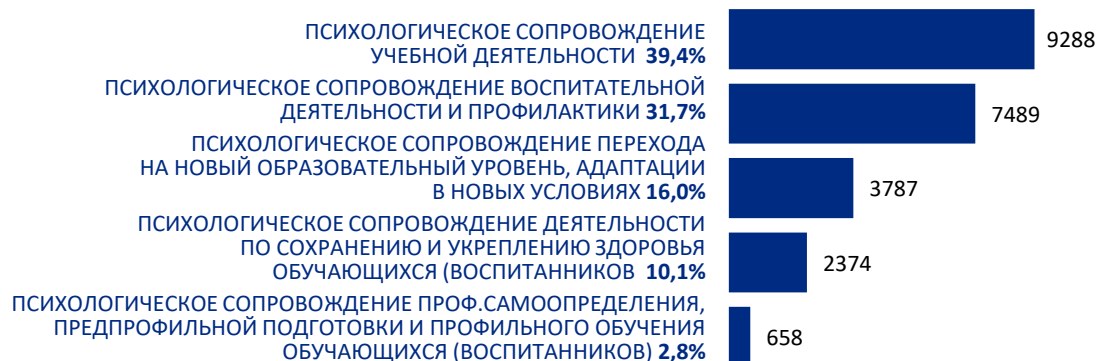 ПСИХОЛОГИЧЕСКОЕ СОПРОВОЖДЕНИЕ
УЧЕБНОЙ ДЕЯТЕЛЬНОСТИ 39,4%
9288
ПСИХОЛОГИЧЕСКОЕ СОПРОВОЖДЕНИЕ ВОСПИТАТЕЛЬНОЙ
ДЕЯТЕЛЬНОСТИ И ПРОФИЛАКТИКИ 31,7%
7489
ПСИХОЛОГИЧЕСКОЕ СОПРОВОЖДЕНИЕ ПЕРЕХОДА
НА НОВЫЙ ОБРАЗОВАТЕЛЬНЫЙ УРОВЕНЬ, АДАПТАЦИИ
В НОВЫХ УСЛОВИЯХ 16,0%
3787
ПСИХОЛОГИЧЕСКОЕ СОПРОВОЖДЕНИЕ ДЕЯТЕЛЬНОСТИ
ПО СОХРАНЕНИЮ И УКРЕПЛЕНИЮ ЗДОРОВЬЯ
ОБУЧАЮЩИХСЯ (ВОСПИТАННИКОВ 10,1%
2374
ПСИХОЛОГИЧЕСКОЕ СОПРОВОЖДЕНИЕ ПРОФ.САМООПРЕДЕЛЕНИЯ,
ПРЕДПРОФИЛЬНОЙ ПОДГОТОВКИ И ПРОФИЛЬНОГО ОБУЧЕНИЯ
ОБУЧАЮЩИХСЯ (ВОСПИТАННИКОВ) 2,8%
658